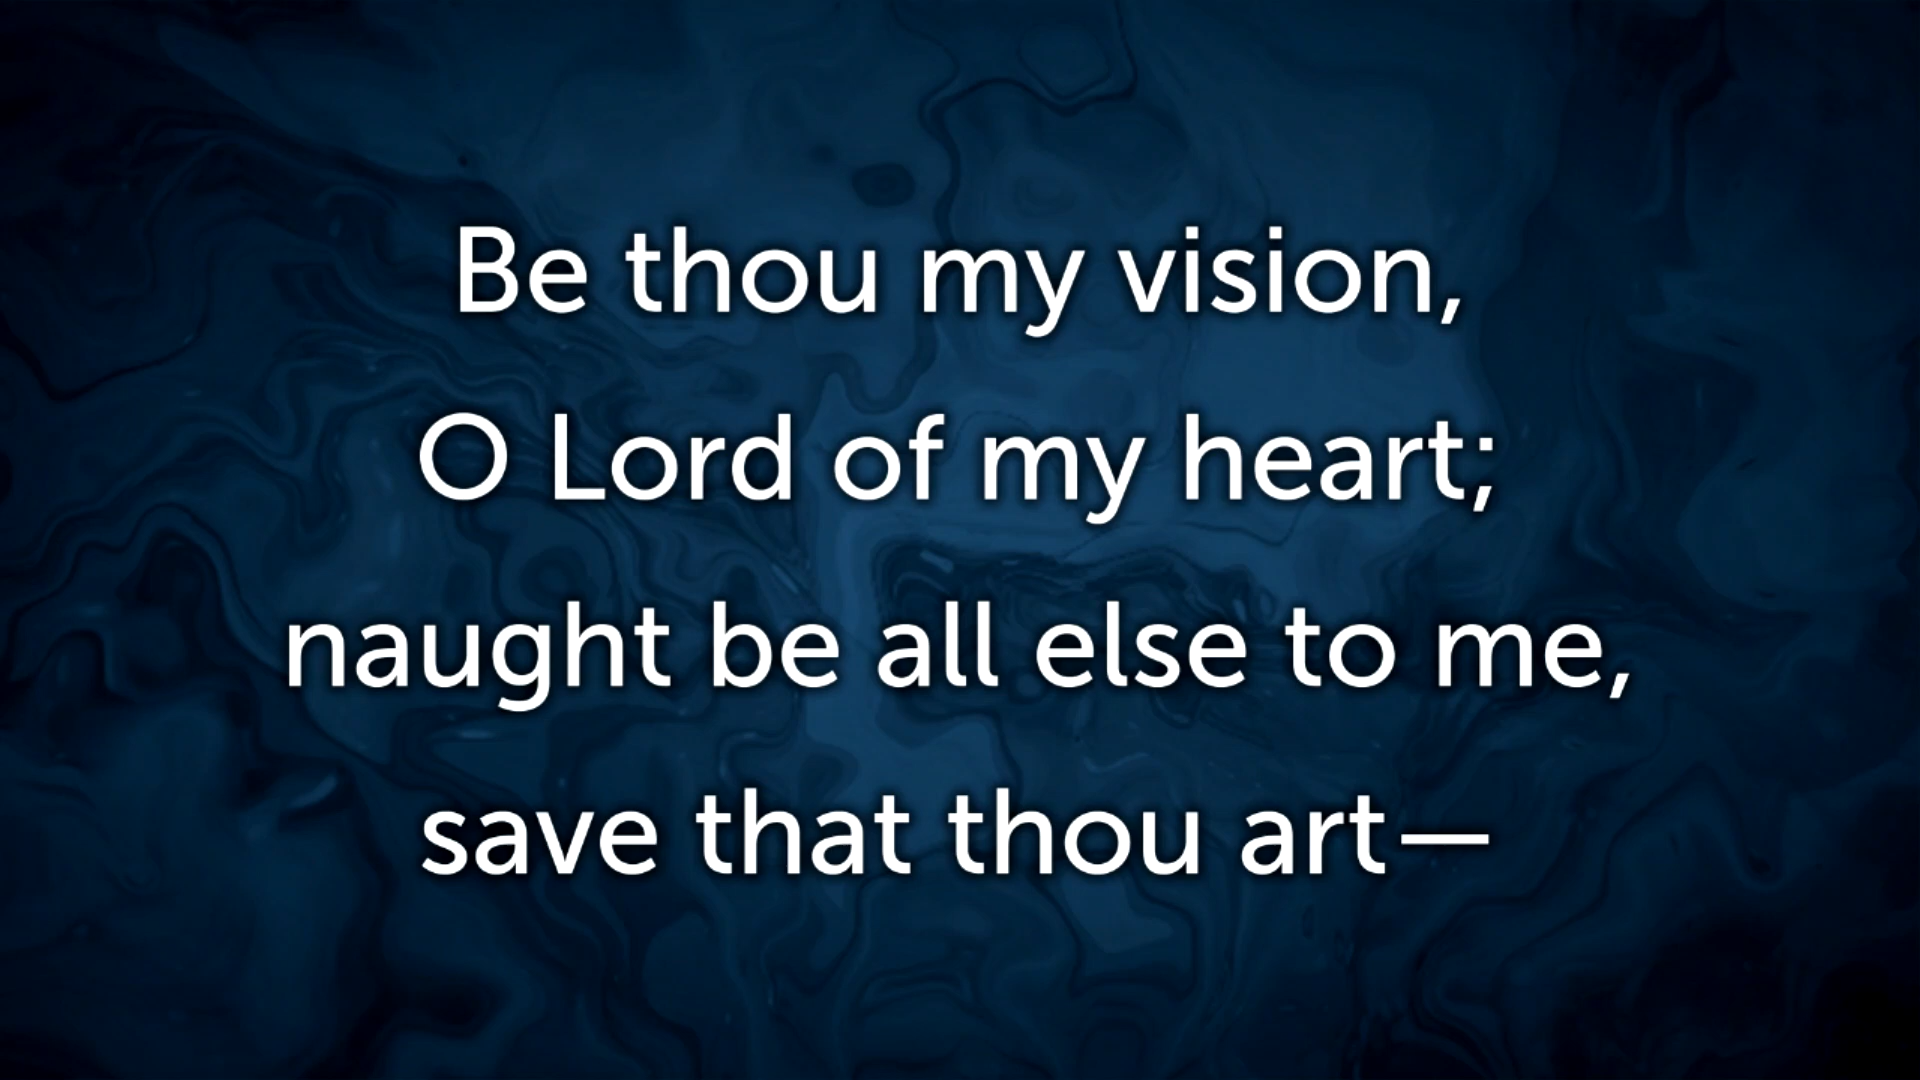 Be thou my vision,
O Lord of my heart;
naught be all else to me,
save that thou art—